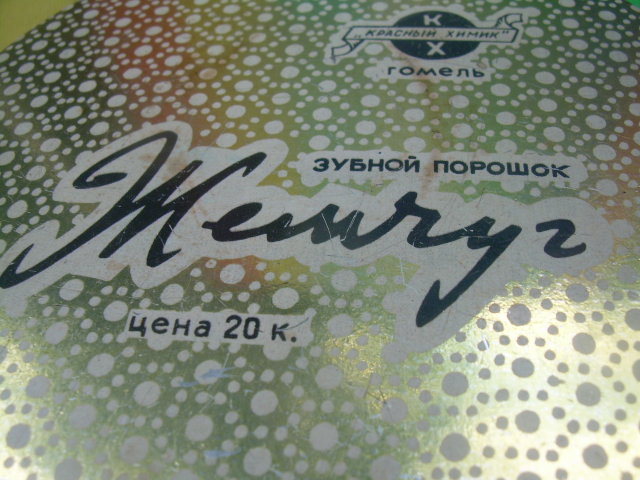 К
"КРАСНЫЙ ХИМИК"
Х
гомель
ЗУБНОЙ ПОРОШОК
Жемчуг
цена 20 к.